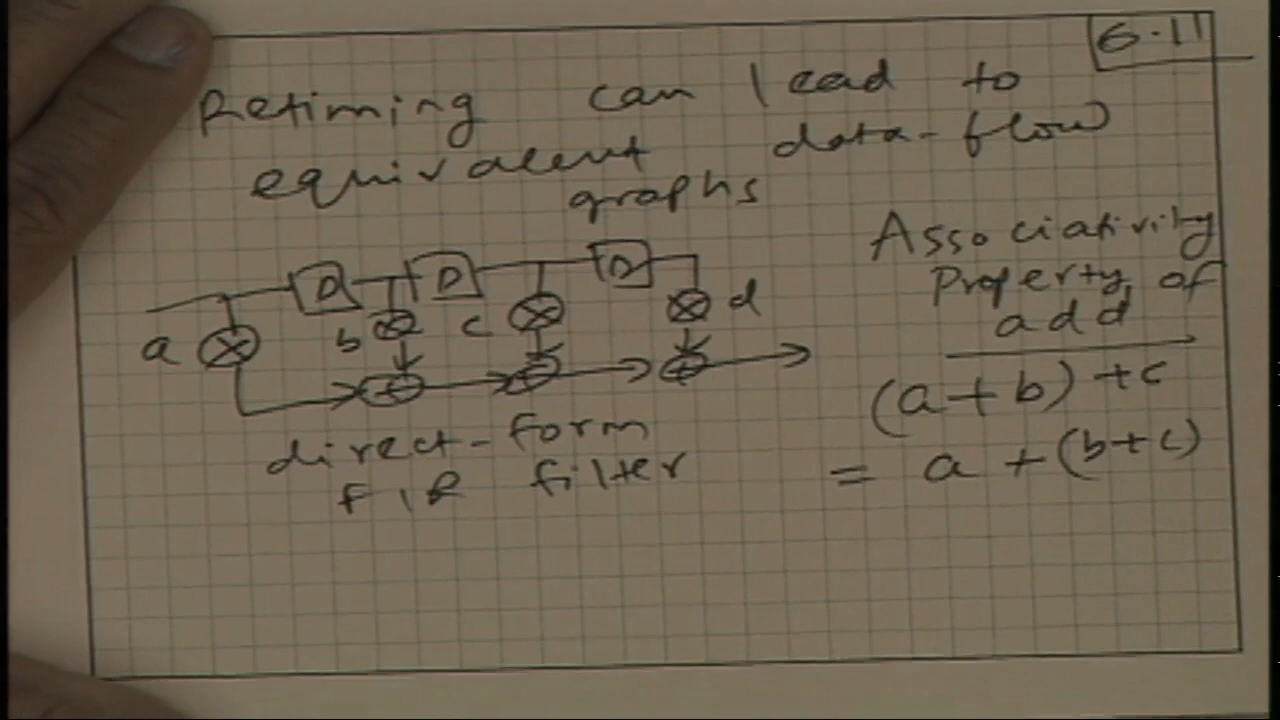 6.11
Retiming can lead to
equivalent data-flow
graphs
D D D
a b c d
direct-form
FIR filter
Associativity
Property of
add
(a+b)+c
= a+(b+c)